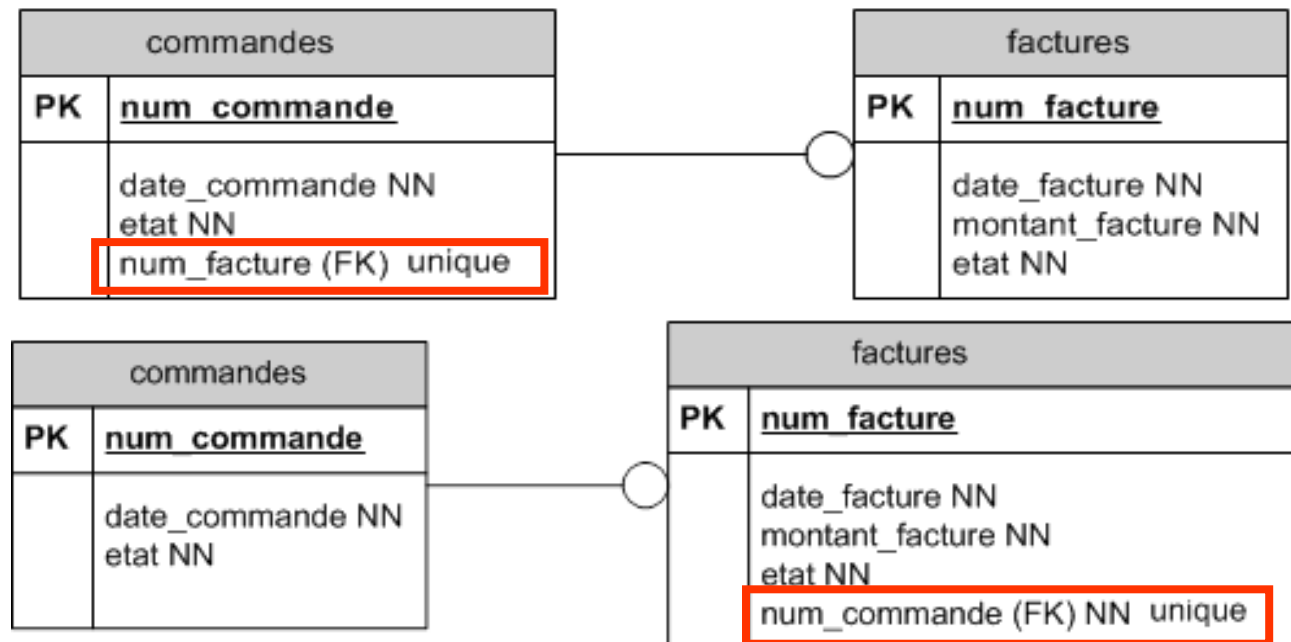 commandes
PK num_commande
date_commande NN
etat NN
num_facture (FK) unique
factures
PK num_facture
date_facture NN
montant_facture NN
etat NN
commandes
PK num_commande
date_commande NN
etat NN
factures
PK num_facture
date_facture NN
montant_facture NN
etat NN
num_commande (FK) NN unique